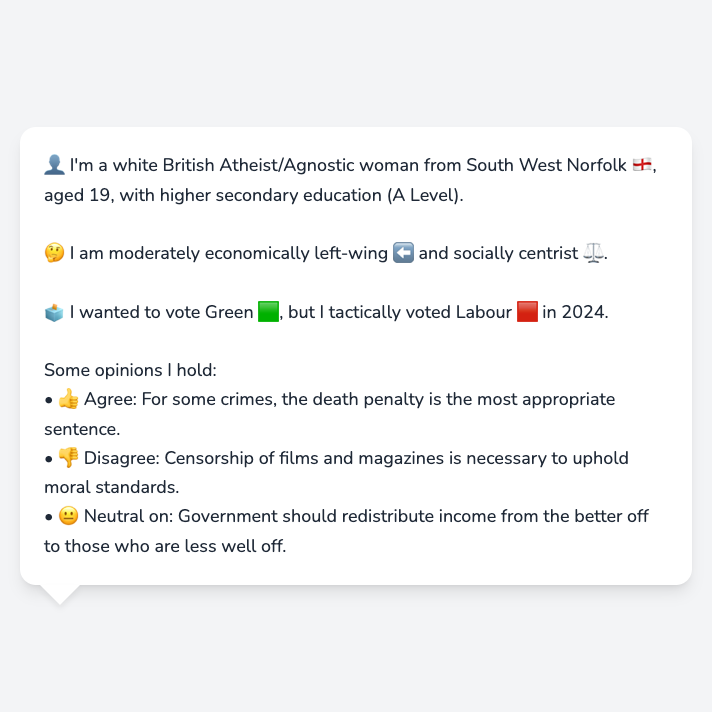 👤 I'm a white British Atheist/Agnostic woman from South West Norfolk 🏴󠁧󠁢󠁥󠁮󠁧󠁿,
aged 19, with higher secondary education (A Level).
🤔 I am moderately economically left-wing ⬅️ and socially centrist ⚖️.
🗳️ I wanted to vote Green 🟩, but I tactically voted Labour 🟥 in 2024.
Some opinions I hold:
• 👍 Agree: For some crimes, the death penalty is the most appropriate
sentence.
• 👎 Disagree: Censorship of films and magazines is necessary to uphold
moral standards.
• 😐 Neutral on: Government should redistribute income from the better off
to those who are less well off.